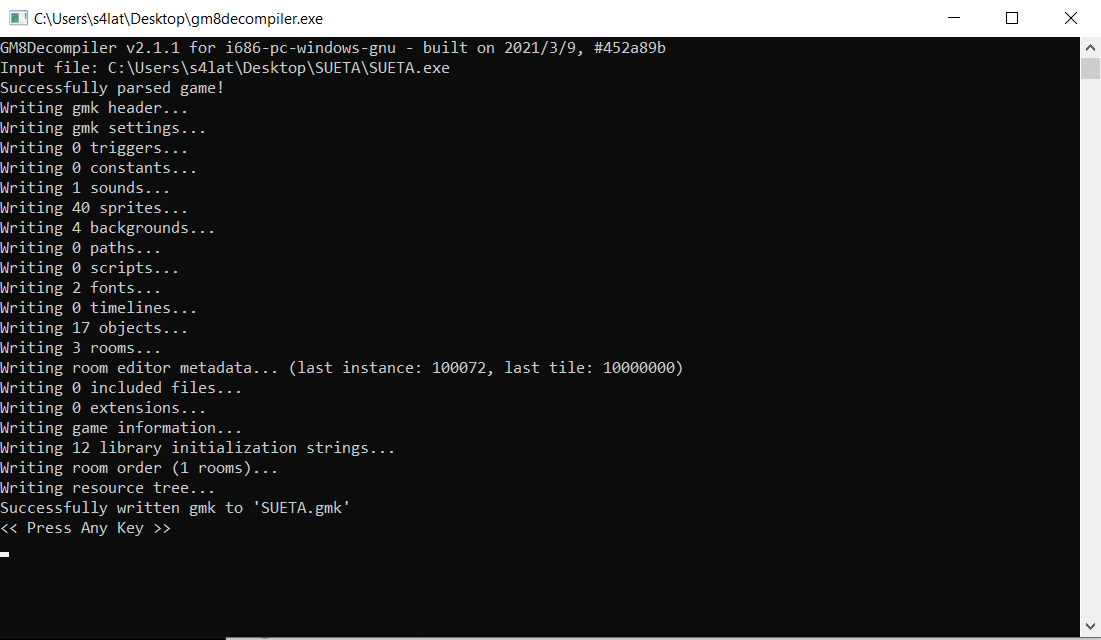 C:\Users\s4lat\Desktop\gm8decompiler.exe
GM8Decompiler v2.1.1 for i686-pc-windows-gnu - built on 2021/3/9, #452a89b
Input file: C:\Users\s4lat\Desktop\SUETA\SUETA.exe
Successfully parsed game!
Writing gmk header...
Writing gmk settings...
Writing 0 triggers...
Writing 0 constants...
Writing 1 sounds...
Writing 40 sprites...
Writing 4 backgrounds...
Writing 0 paths...
Writing 0 scripts...
Writing 2 fonts...
Writing 0 timelines...
Writing 17 objects...
Writing 3 rooms...
Writing room editor metadata... (last instance: 100072, last tile: 10000000)
Writing 0 included files...
Writing 0 extensions...
Writing game information...
Writing 12 library initialization strings...
Writing room order (1 rooms)...
Writing resource tree...
Successfully written gmk to 'SUETA.gmk'
<< Press Any Key >>